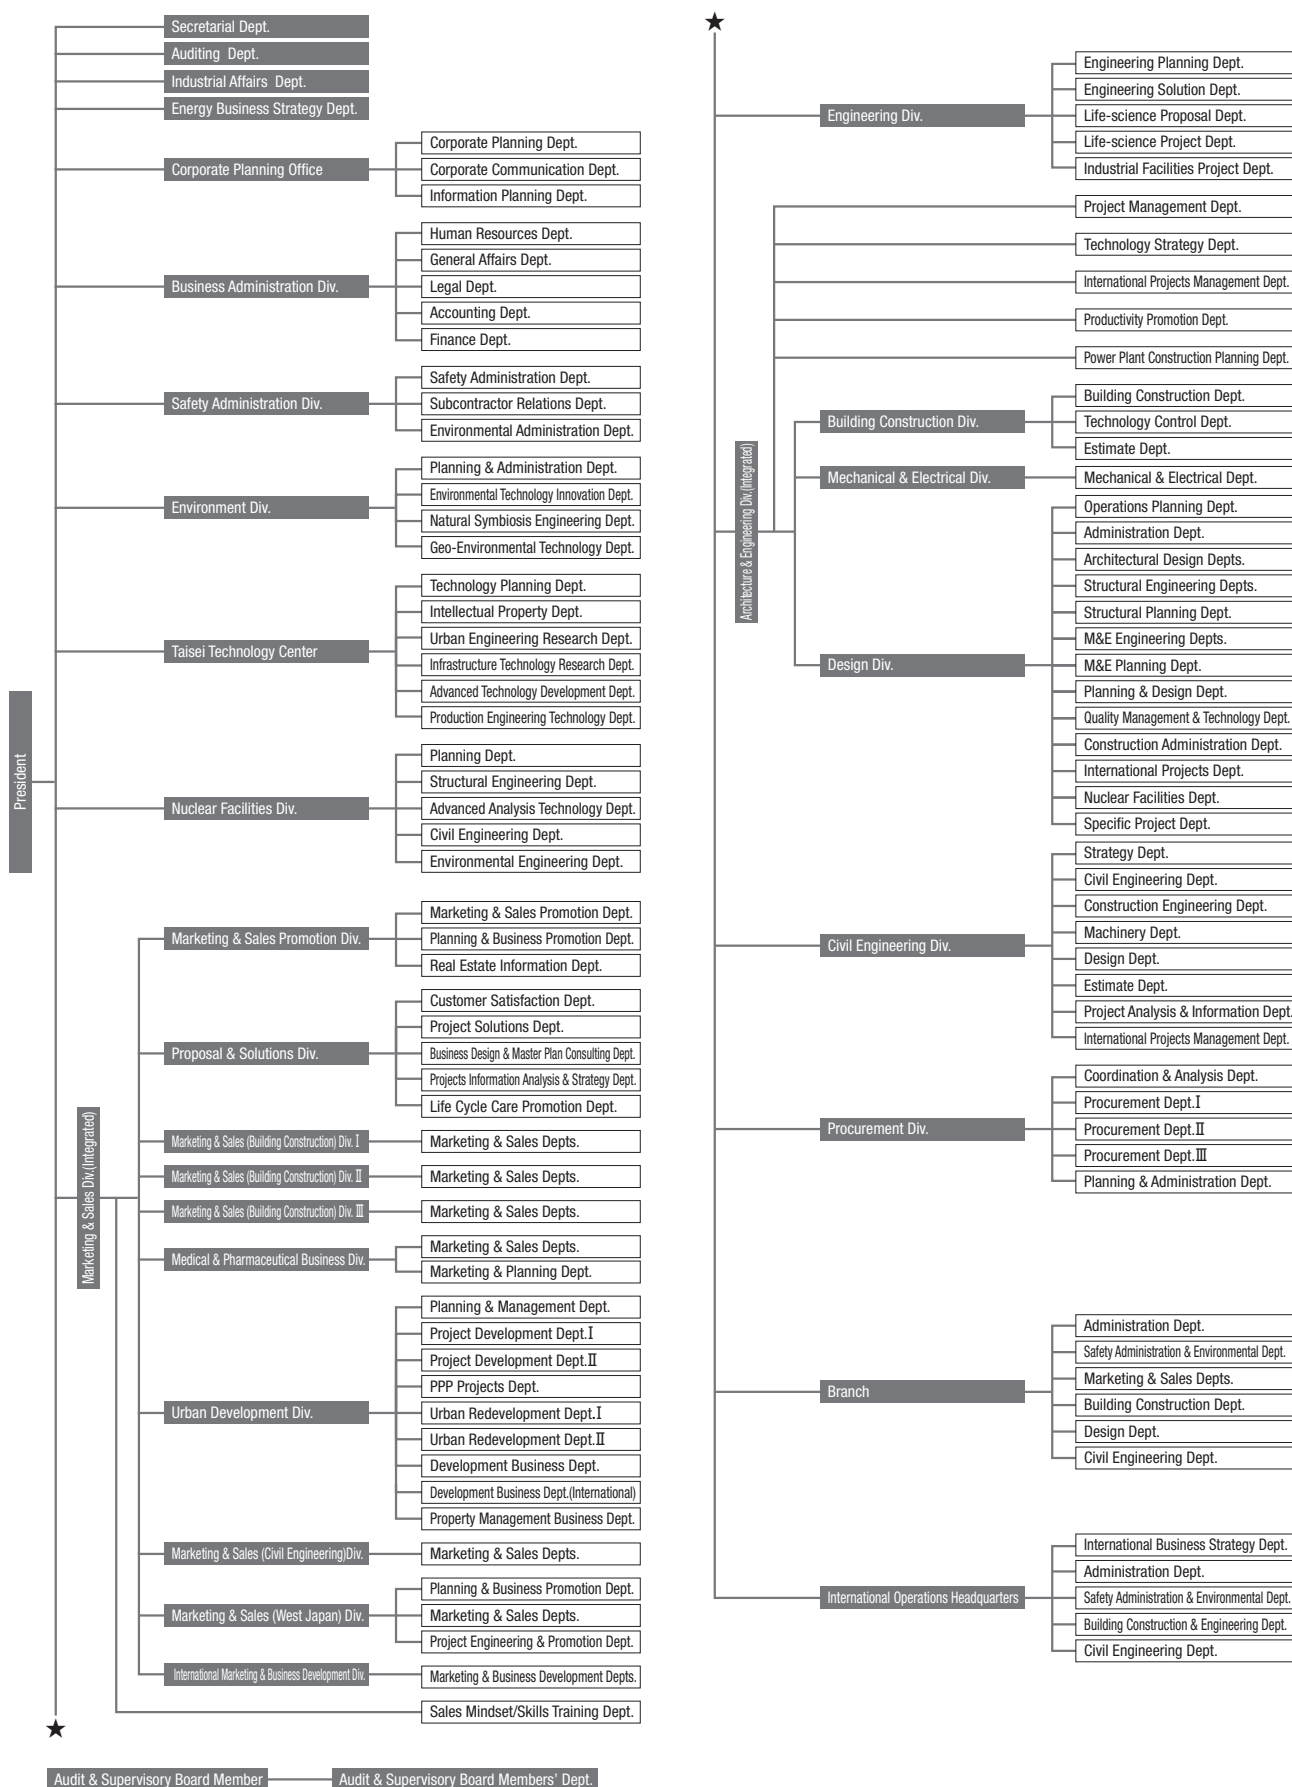 Secretarial Dept.
Auditing Dept.
Industrial Affairs Dept.
Energy Business Strategy Dept.
Corporate Planning Office
Corporate Planning Dept.
Corporate Communication Dept.
Information Planning Dept.
Business Administration Div.
Human Resources Dept.
General Affairs Dept.
Legal Dept.
Accounting Dept.
Finance Dept.
Safety Administration Div.
Safety Administration Dept.
Subcontractor Relations Dept.
Environmental Administration Dept.
Environment Div.
Planning & Administration Dept.
Environmental Technology Innovation Dept.
Natural Symbiosis Engineering Dept.
Geo-Environmental Technology Dept.
Taisei Technology Center
Technology Planning Dept.
Intellectual Property Dept.
Urban Engineering Research Dept.
Infrastructure Technology Research Dept.
Advanced Technology Development Dept.
Production Engineering Technology Dept.
President
Nuclear Facilities Div.
Planning Dept.
Structural Engineering Dept.
Advanced Analysis Technology Dept.
Civil Engineering Dept.
Environmental Engineering Dept.
Marketing & Sales Div.(Integrated)
Marketing & Sales Promotion Div.
Marketing & Sales Promotion Dept.
Planning & Business Promotion Dept.
Real Estate Information Dept.
Proposal & Solutions Div.
Customer Satisfaction Dept.
Project Solutions Dept.
Business Design & Master Plan Consulting Dept.
Projects Information Analysis & Strategy Dept.
Life Cycle Care Promotion Dept.
Marketing & Sales (Building Construction) Div. Ⅰ
Marketing & Sales Depts.
Marketing & Sales (Building Construction) Div. Ⅱ
Marketing & Sales Depts.
Marketing & Sales (Building Construction) Div. Ⅲ
Marketing & Sales Depts.
Medical & Pharmaceutical Business Div.
Marketing & Sales Depts.
Marketing & Planning Dept.
Urban Development Div.
Planning & Management Dept.
Project Development Dept.Ⅰ
Project Development Dept.Ⅱ
PPP Projects Dept.
Urban Redevelopment Dept.Ⅰ
Urban Redevelopment Dept.Ⅱ
Development Business Dept.
Development Business Dept.(International)
Property Management Business Dept.
Marketing & Sales (Civil Engineering)Div.
Marketing & Sales Depts.
Marketing & Sales (West Japan) Div.
Planning & Business Promotion Dept.
Marketing & Sales Depts.
Project Engineering & Promotion Dept.
International Marketing & Business Development Div.
Marketing & Business Development Depts.
Sales Mindset/Skills Training Dept.
★
Audit & Supervisory Board Member
Audit & Supervisory Board Members' Dept.
★
Engineering Div.
Engineering Planning Dept.
Engineering Solution Dept.
Life-science Proposal Dept.
Life-science Project Dept.
Industrial Facilities Project Dept.
Architecture & Engineering Div.(Integrated)
Project Management Dept.
Technology Strategy Dept.
International Projects Management Dept.
Productivity Promotion Dept.
Power Plant Construction Planning Dept.
Building Construction Div.
Building Construction Dept.
Technology Control Dept.
Estimate Dept.
Mechanical & Electrical Div.
Mechanical & Electrical Dept.
Design Div.
Operations Planning Dept.
Administration Dept.
Architectural Design Depts.
Structural Engineering Depts.
Structural Planning Dept.
M&E Engineering Depts.
M&E Planning Dept.
Planning & Design Dept.
Quality Management & Technology Dept.
Construction Administration Dept.
International Projects Dept.
Nuclear Facilities Dept.
Specific Project Dept.
Civil Engineering Div.
Strategy Dept.
Civil Engineering Dept.
Construction Engineering Dept.
Machinery Dept.
Design Dept.
Estimate Dept.
Project Analysis & Information Dept.
International Projects Management Dept.
Procurement Div.
Coordination & Analysis Dept.
Procurement Dept.Ⅰ
Procurement Dept.Ⅱ
Procurement Dept.Ⅲ
Planning & Administration Dept.
Branch
Administration Dept.
Safety Administration & Environmental Dept.
Marketing & Sales Depts.
Building Construction Dept.
Design Dept.
Civil Engineering Dept.
International Operations Headquarters
International Business Strategy Dept.
Administration Dept.
Safety Administration & Environmental Dept.
Building Construction & Engineering Dept.
Civil Engineering Dept.